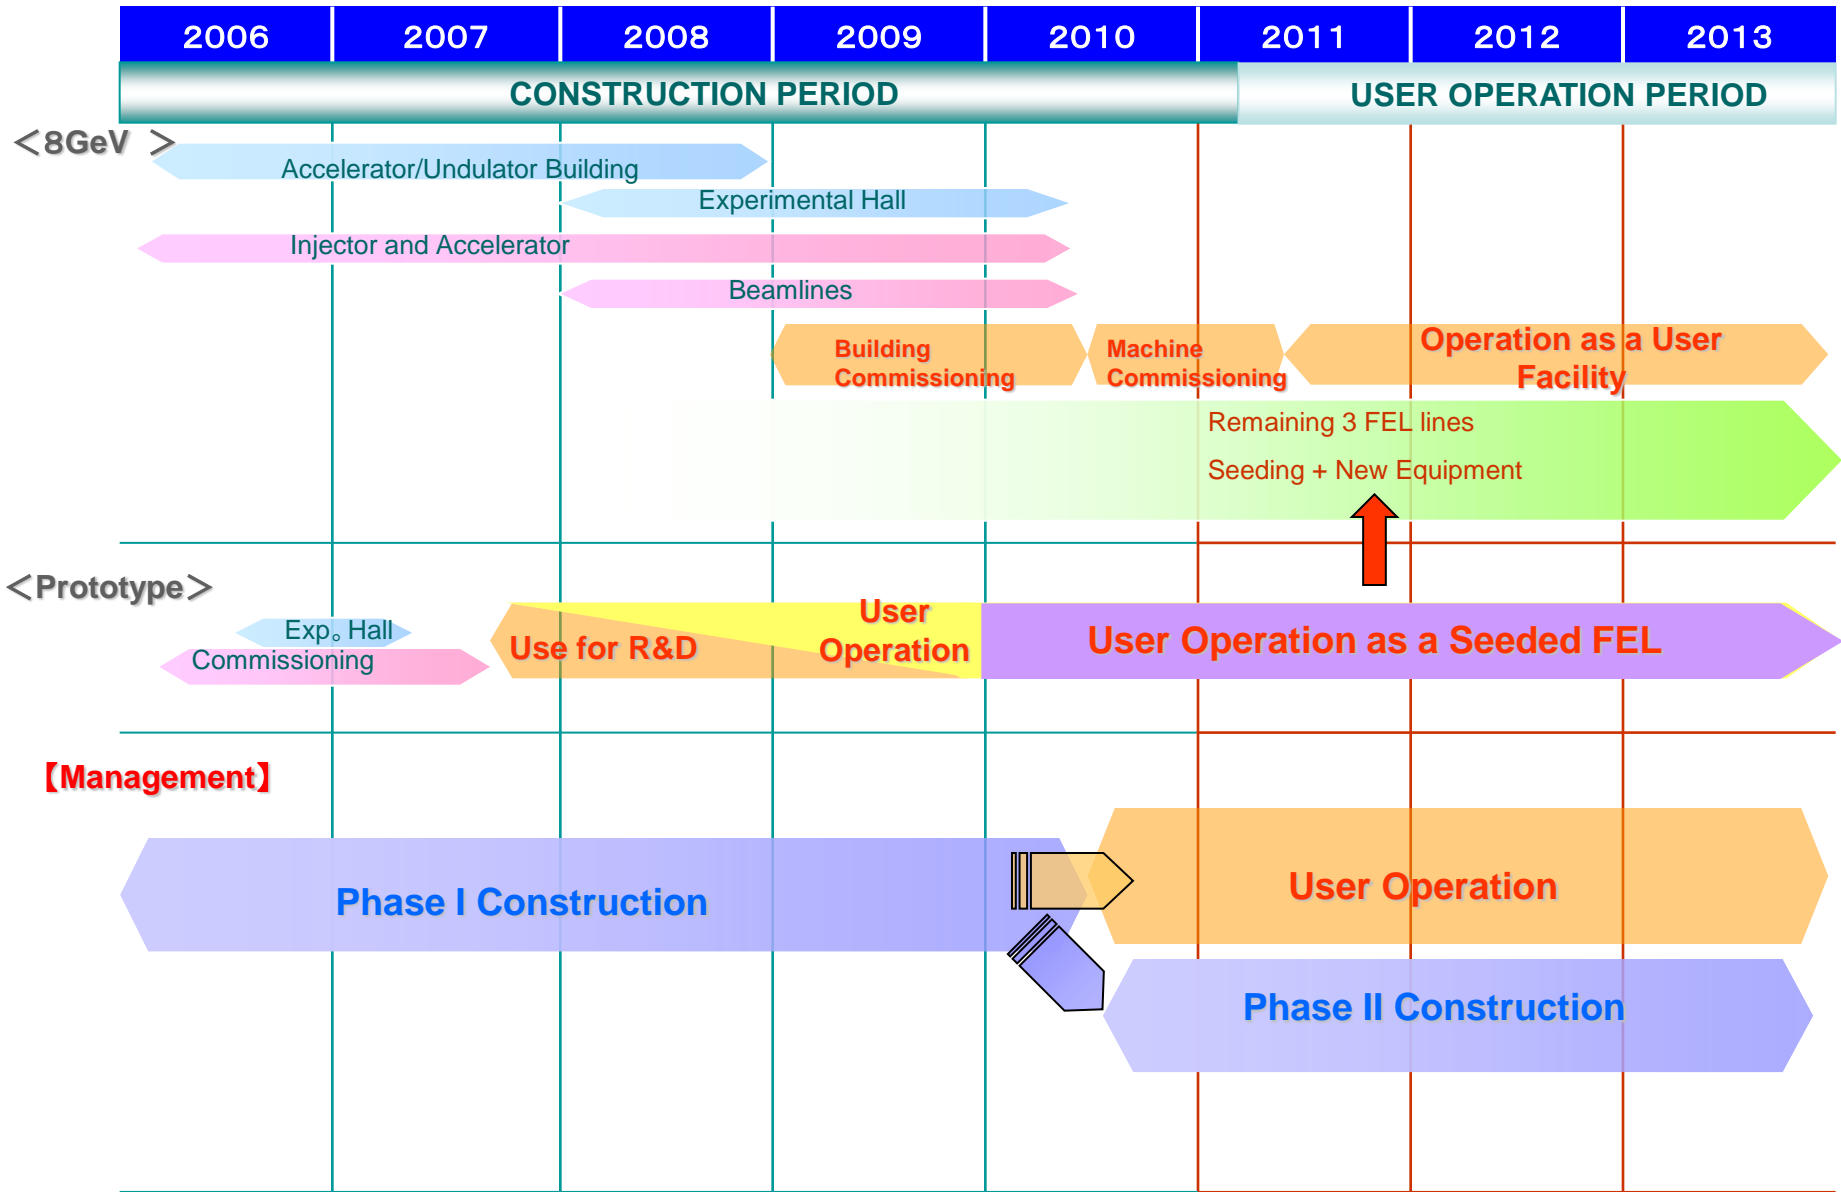 2006 2007 2008 2009 2010 2011 2012 2013
CONSTRUCTION PERIOD USER OPERATION PERIOD
＜8GeV ＞
Accelerator/Undulator Building
Experimental Hall
Injector and Accelerator
Beamlines
Building
Commissioning
Machine
Commissioning
Operation as a User
Facility
Remaining 3 FEL lines
Seeding + New Equipment
＜Prototype＞
Exp。Hall
Commissioning
Use for R&D
User
Operation
User Operation as a Seeded FEL
【Management】
Phase I Construction
User Operation
Phase II Construction